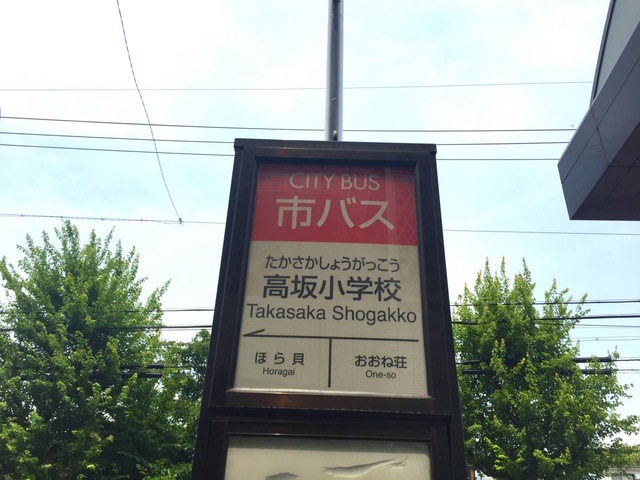 CITY BUS
市バス
たかさかしょうがっこう
高坂小学校
Takasaka Shogakko
ほら貝
Horagai
おおね荘
One-so